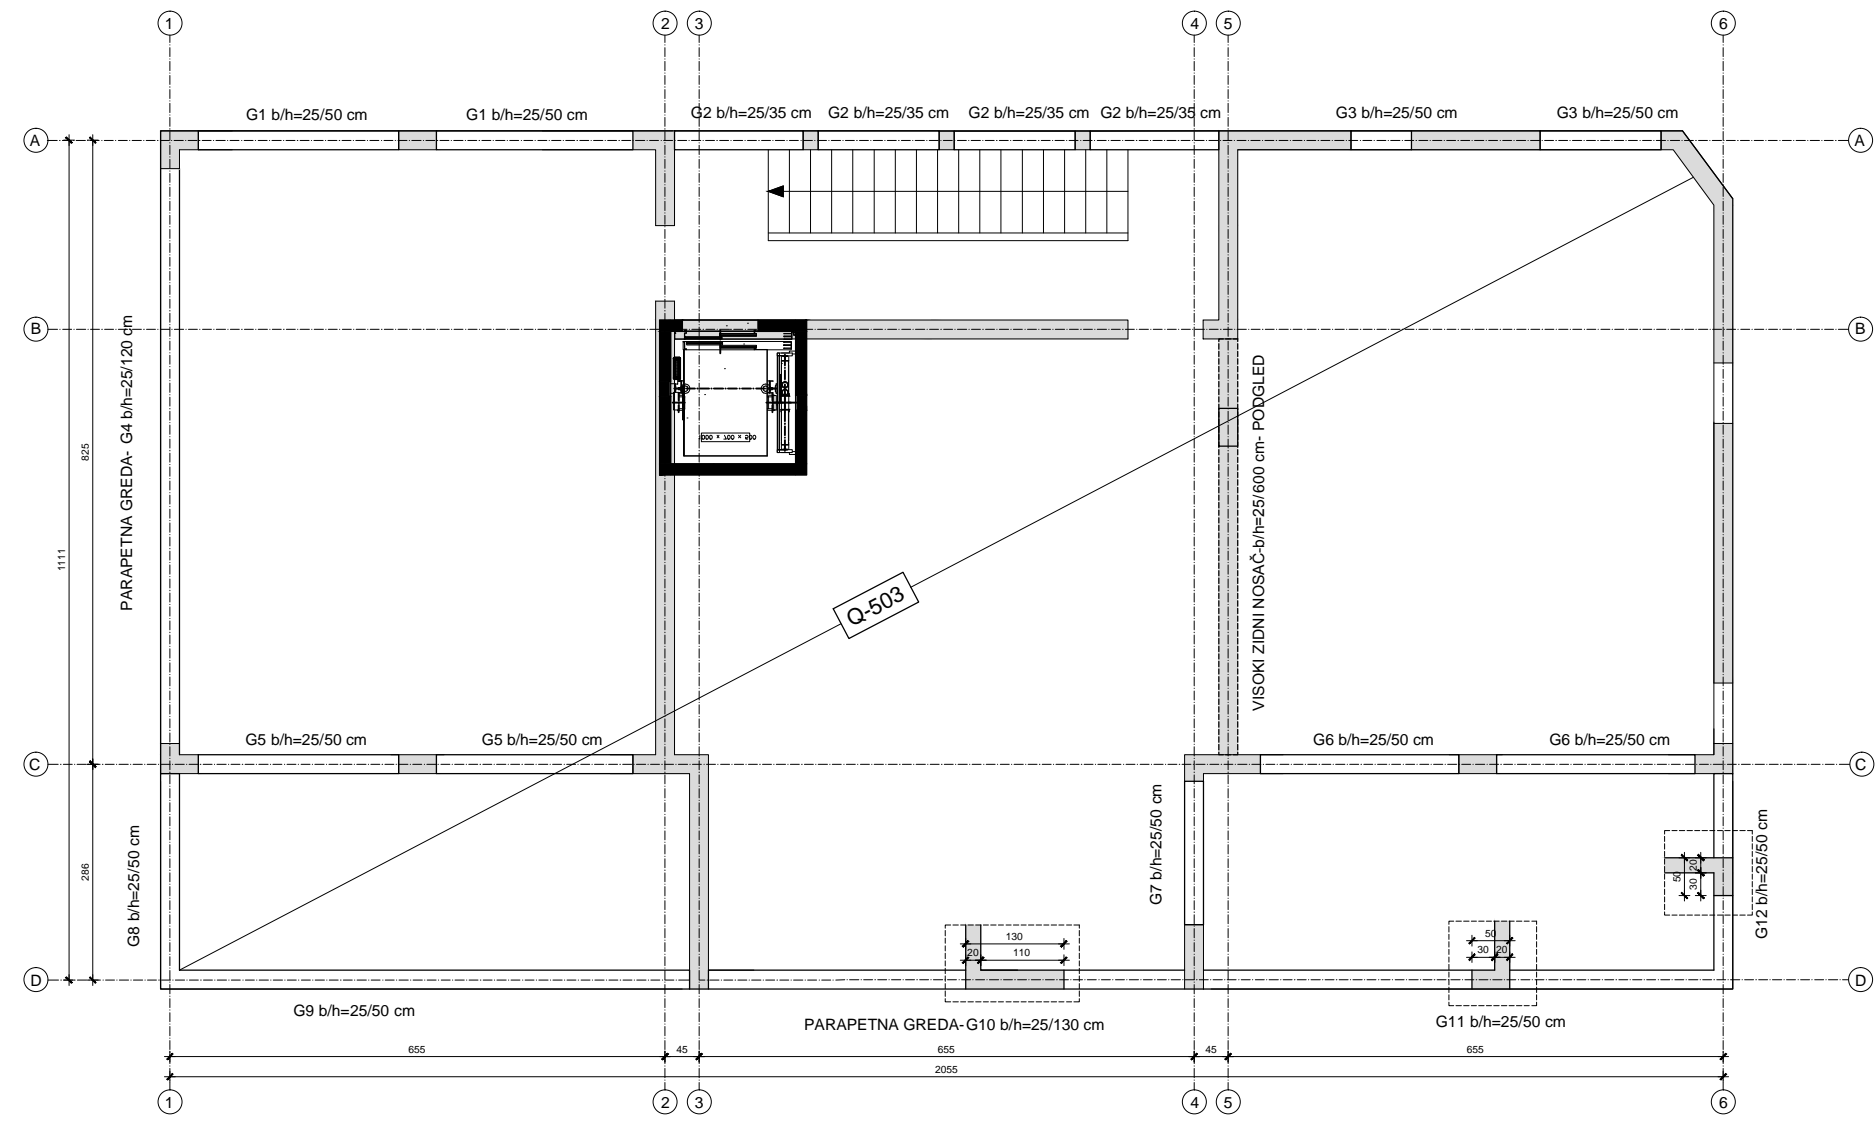 1 2 3 4 5 6
G1 b/h=25/50 cm G1 b/h=25/50 cm G2 b/h=25/35 cm G2 b/h=25/35 cm G2 b/h=25/35 cm G2 b/h=25/35 cm G3 b/h=25/50 cm G3 b/h=25/50 cm
A A
B B
PARAPETNA GREDA- G4 b/h=25/120 cm
825
1111
VISOKI ZIDNI NOSAČ-b/h=25/600 cm- PODGLED
Q-503
G5 b/h=25/50 cm G5 b/h=25/50 cm G6 b/h=25/50 cm G6 b/h=25/50 cm
C C
286
G8 b/h=25/50 cm
G7 b/h=25/50 cm
G12 b/h=25/50 cm
50 20
30
130
20 110
50
30 20
D D
G9 b/h=25/50 cm
PARAPETNA GREDA-G10 b/h=25/130 cm
G11 b/h=25/50 cm
655 45 655 45 655
2055
1 2 3 4 5 6